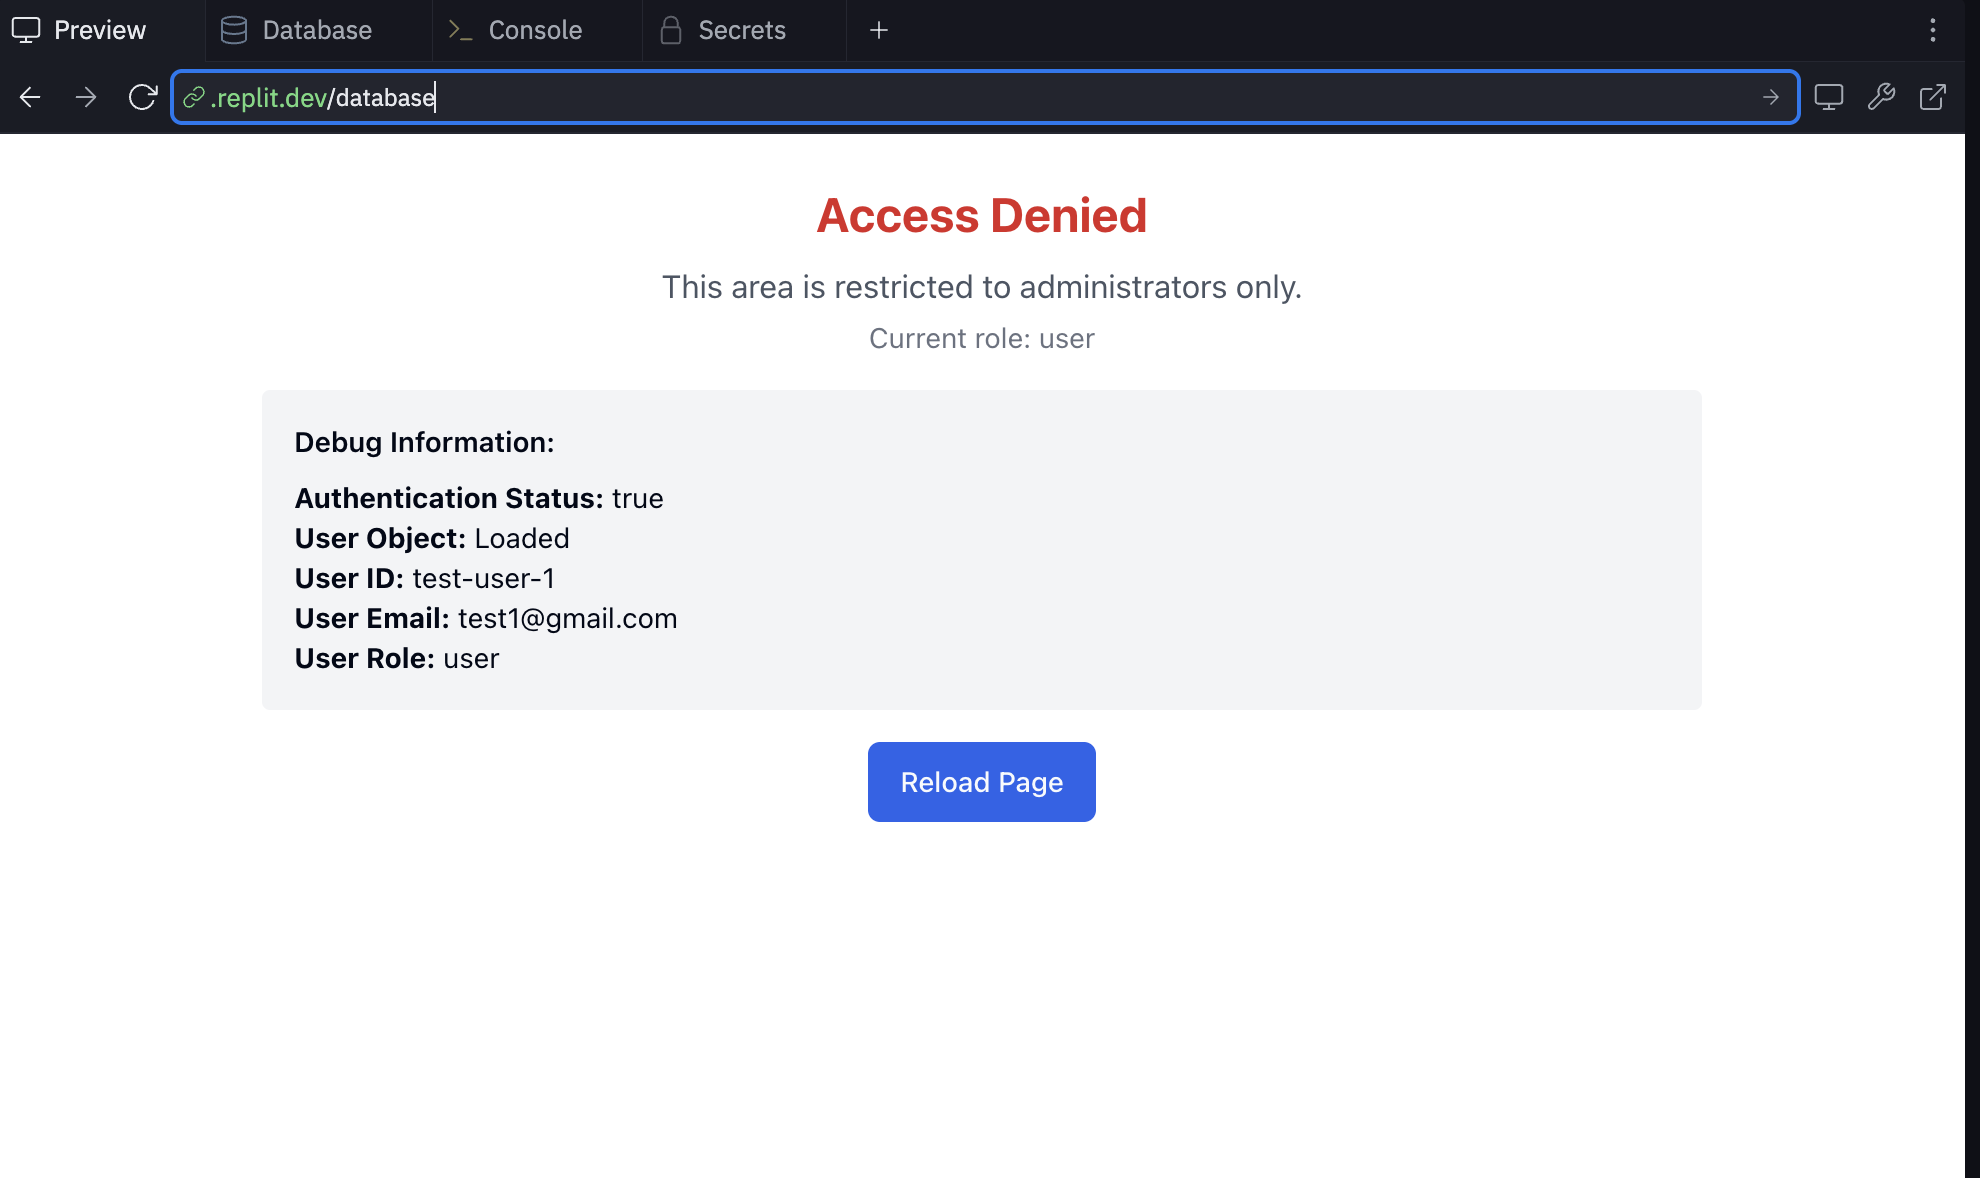 Preview Database Console Secrets
.replit.dev/database
Access Denied
This area is restricted to administrators only.
Current role: user
Debug Information:
Authentication Status: true
User Object: Loaded
User ID: test-user-1
User Email: test1@gmail.com
User Role: user
Reload Page